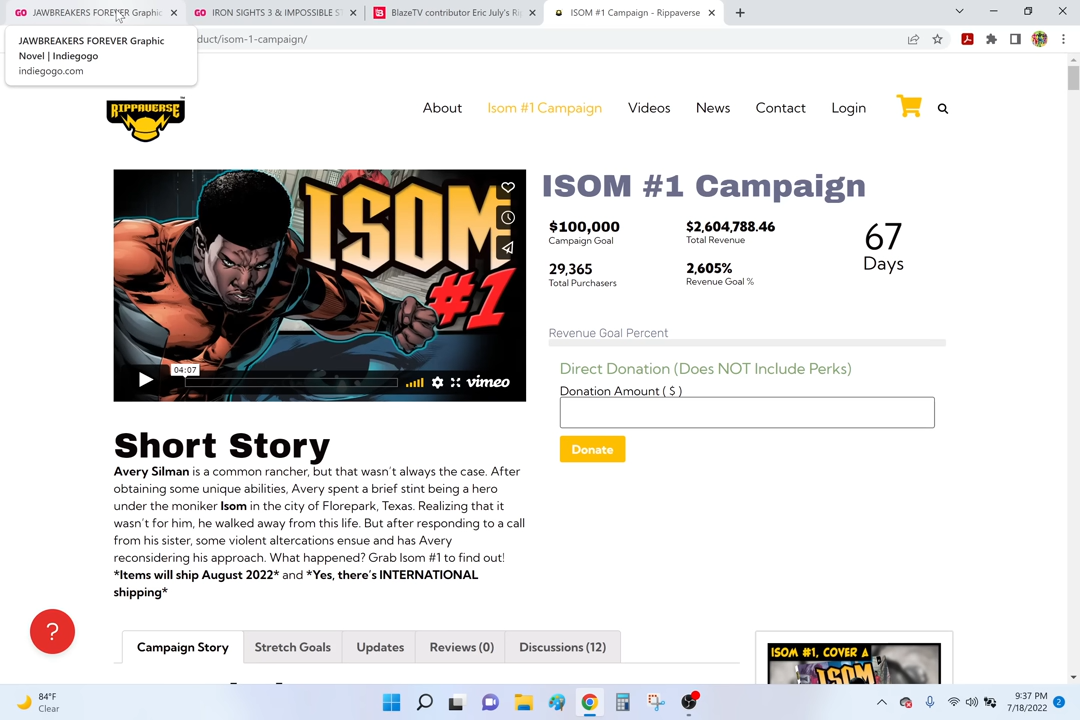 JAWBREAKERS FOREVER Graphic
IRON SIGHTS 3 & IMPOSSIBLE S
BlazeTV contributor Eric July's Rip
ISOM #1 Campaign - Rippaverse
JAWBREAKERS FOREVER Graphic
Novel | Indiegogo
indiegogo.com
duct/isom-1-campaign/
RIPPAVERSE
About
Isom #1 Campaign
Videos
News
Contact
Login
ISOM
#1
04:07
vimeo
ISOM #1 Campaign
$100,000
Campaign Goal
$2,604,788.46
Total Revenue
67
Days
29,365
Total Purchasers
2,605%
Revenue Goal %
Revenue Goal Percent
Direct Donation (Does NOT Include Perks)
Donation Amount ( $ )
Donate
Short Story
Avery Silman is a common rancher, but that wasn't always the case. After
obtaining some unique abilities, Avery spent a brief stint being a hero
under the moniker Isom in the city of Florepark, Texas. Realizing that it
wasn't for him, he walked away from this life. But after responding to a call
from his sister, some violent altercations ensue and has Avery
reconsidering his approach. What happened? Grab Isom #1 to find out!
*Items will ship August 2022* and *Yes, there's INTERNATIONAL
shipping*
?
Campaign Story
Stretch Goals
Updates
Reviews (0)
Discussions (12)
ISOM #1, COVER A
ISOM
84°F
Clear
9:37 PM
7/18/2022
2